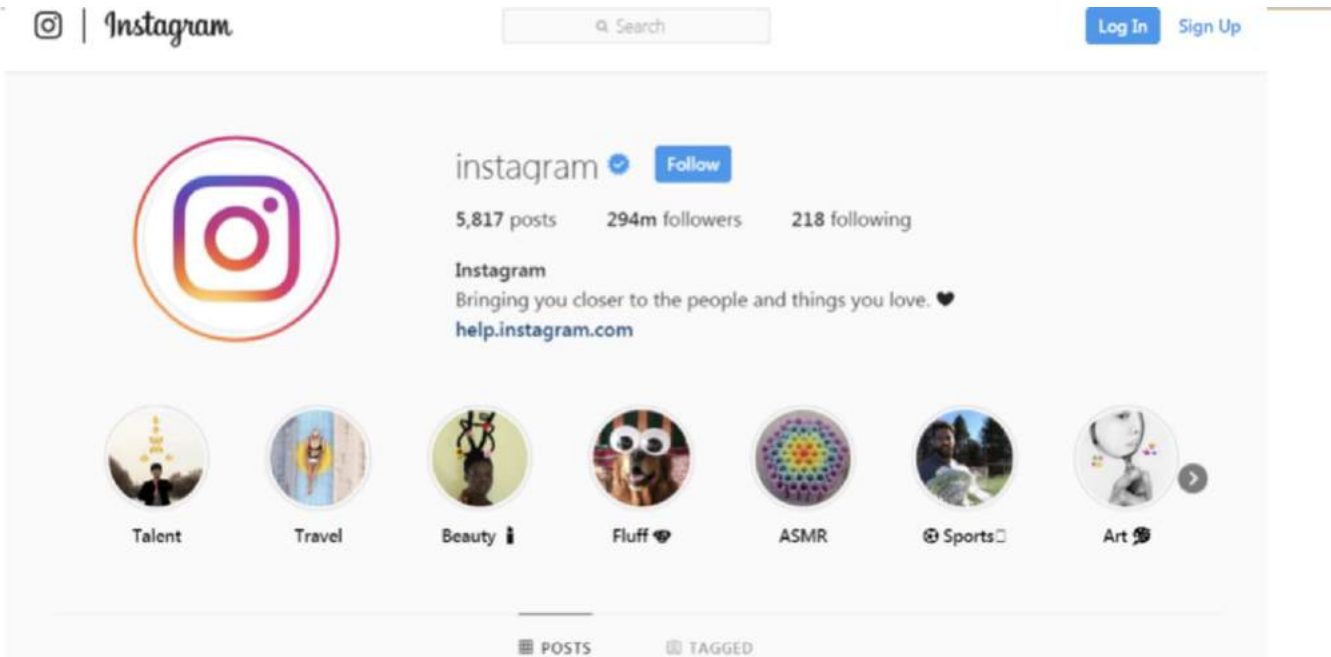 Instagram
Search
Log In Sign Up
instagram Follow
5,817 posts 294m followers 218 following
Instagram
Bringing you closer to the people and things you love. 🖤
help.instagram.com
Talent Travel Beauty Fluff ASMR ⚽ Sports Art
POSTS TAGGED